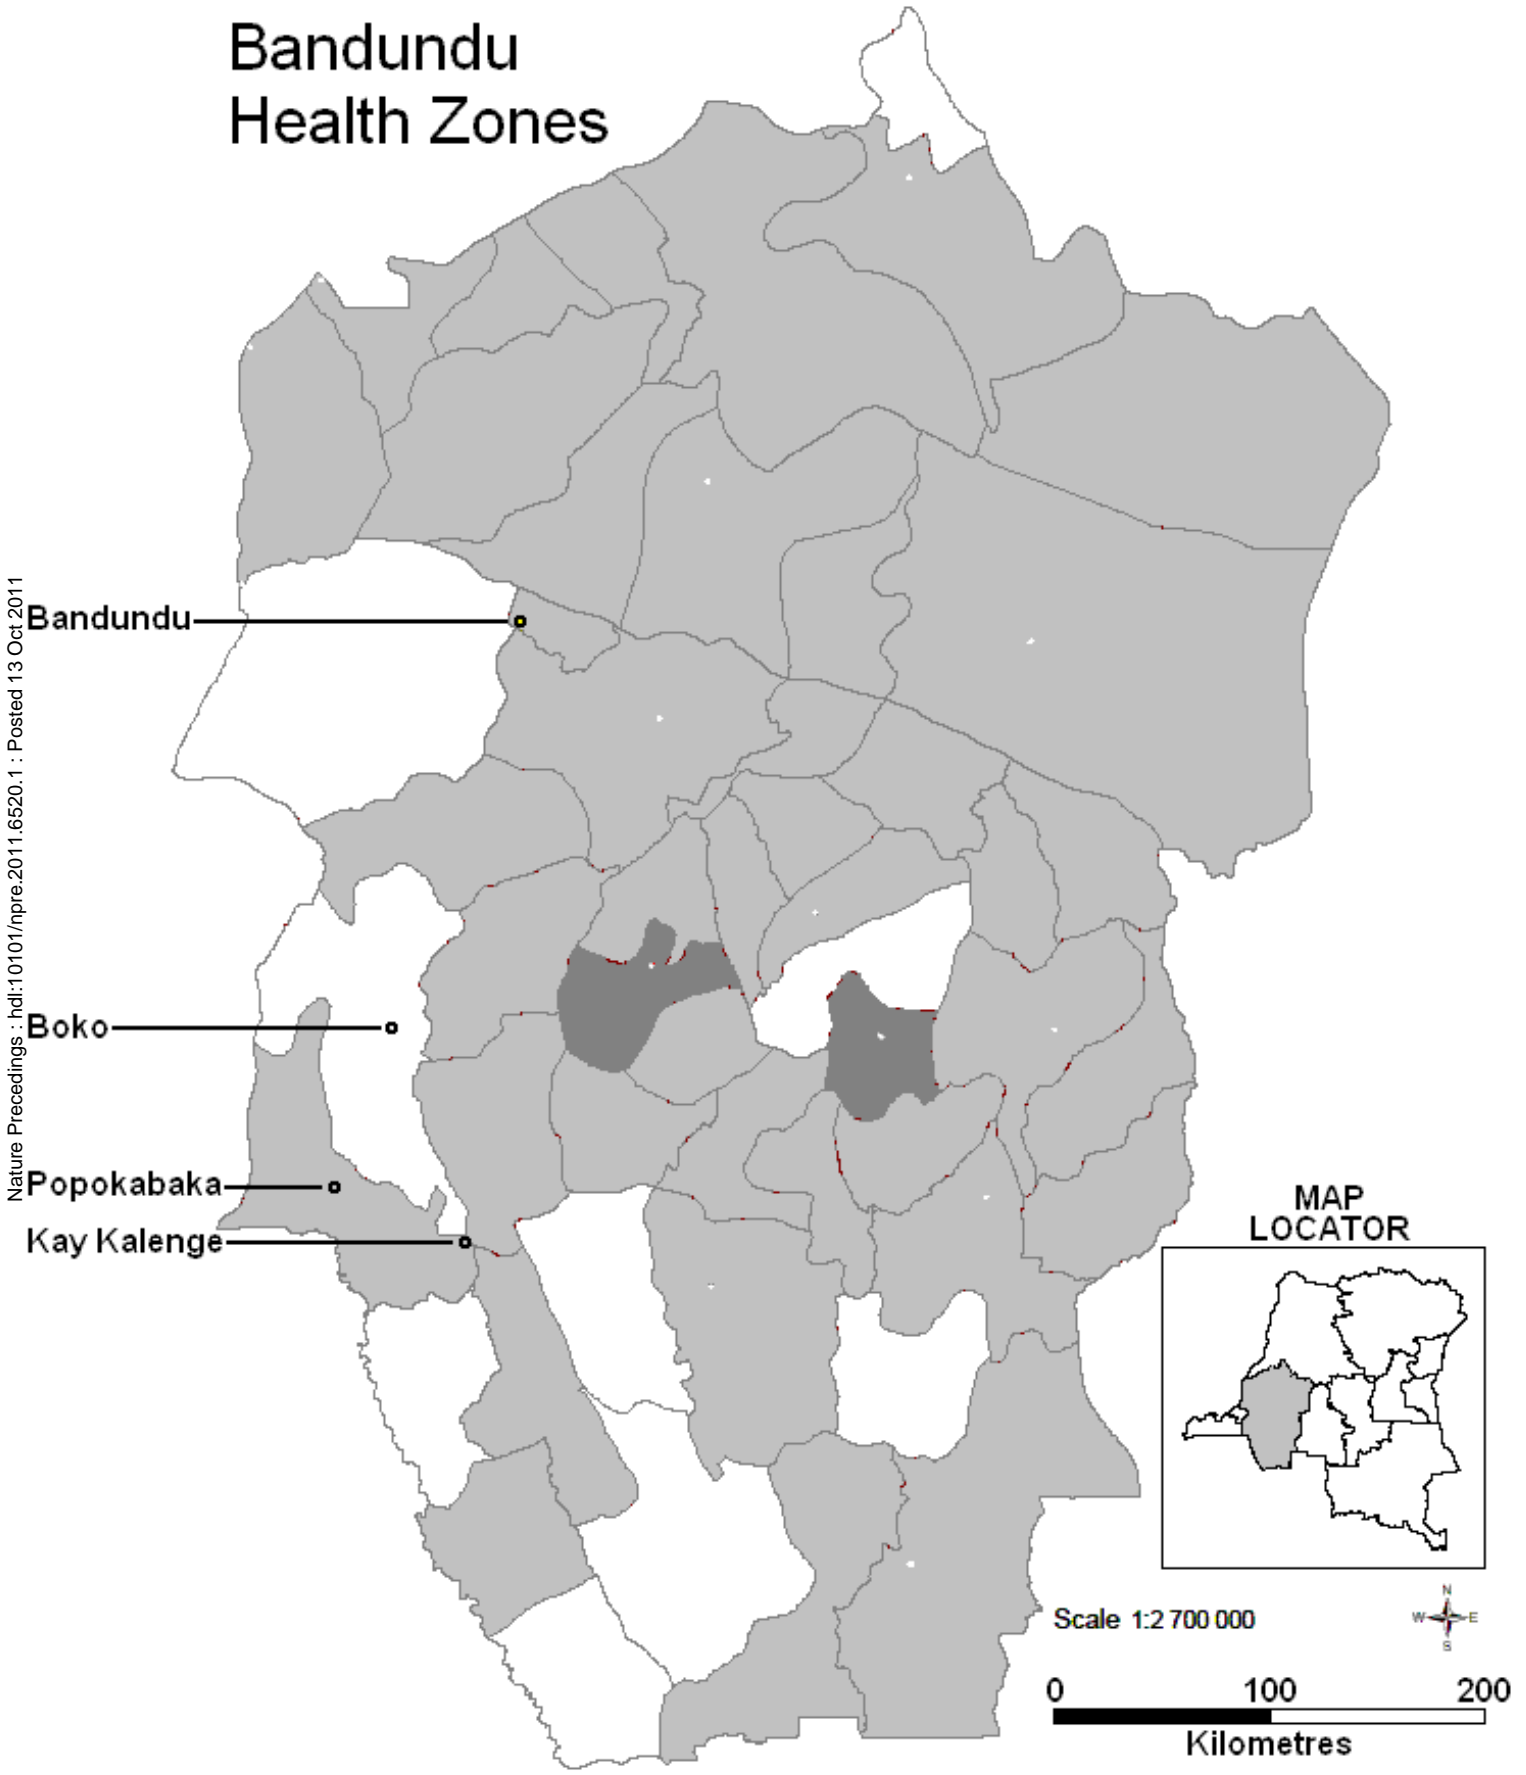 Bandundu
Health Zones
Nature Precedings : hdl:10101/npre.2011.6520.1 : Posted 13 Oct 2011
Bandundu
Boko
Popokabaka
Kay Kalenge
MAP
LOCATOR
Scale 1:2 700 000
N
W E
S
0 100 200
Kilometres